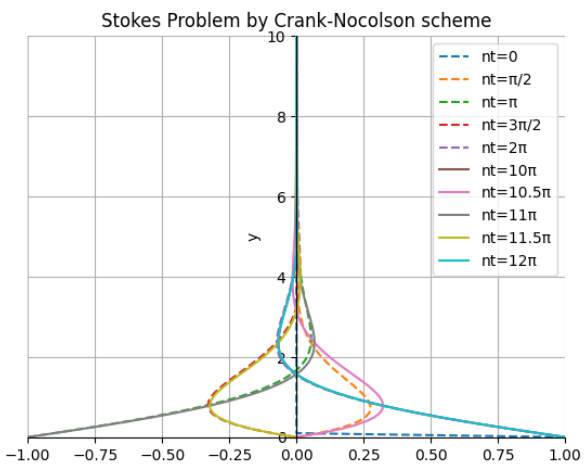 Stokes Problem by Crank-Nocolson scheme
10
8
6
4
2
0
y
nt=0
nt=π/2
nt=π
nt=3π/2
nt=2π
nt=10π
nt=10.5π
nt=11π
nt=11.5π
nt=12π
−1.00 −0.75 −0.50 −0.25 0.00 0.25 0.50 0.75 1.00